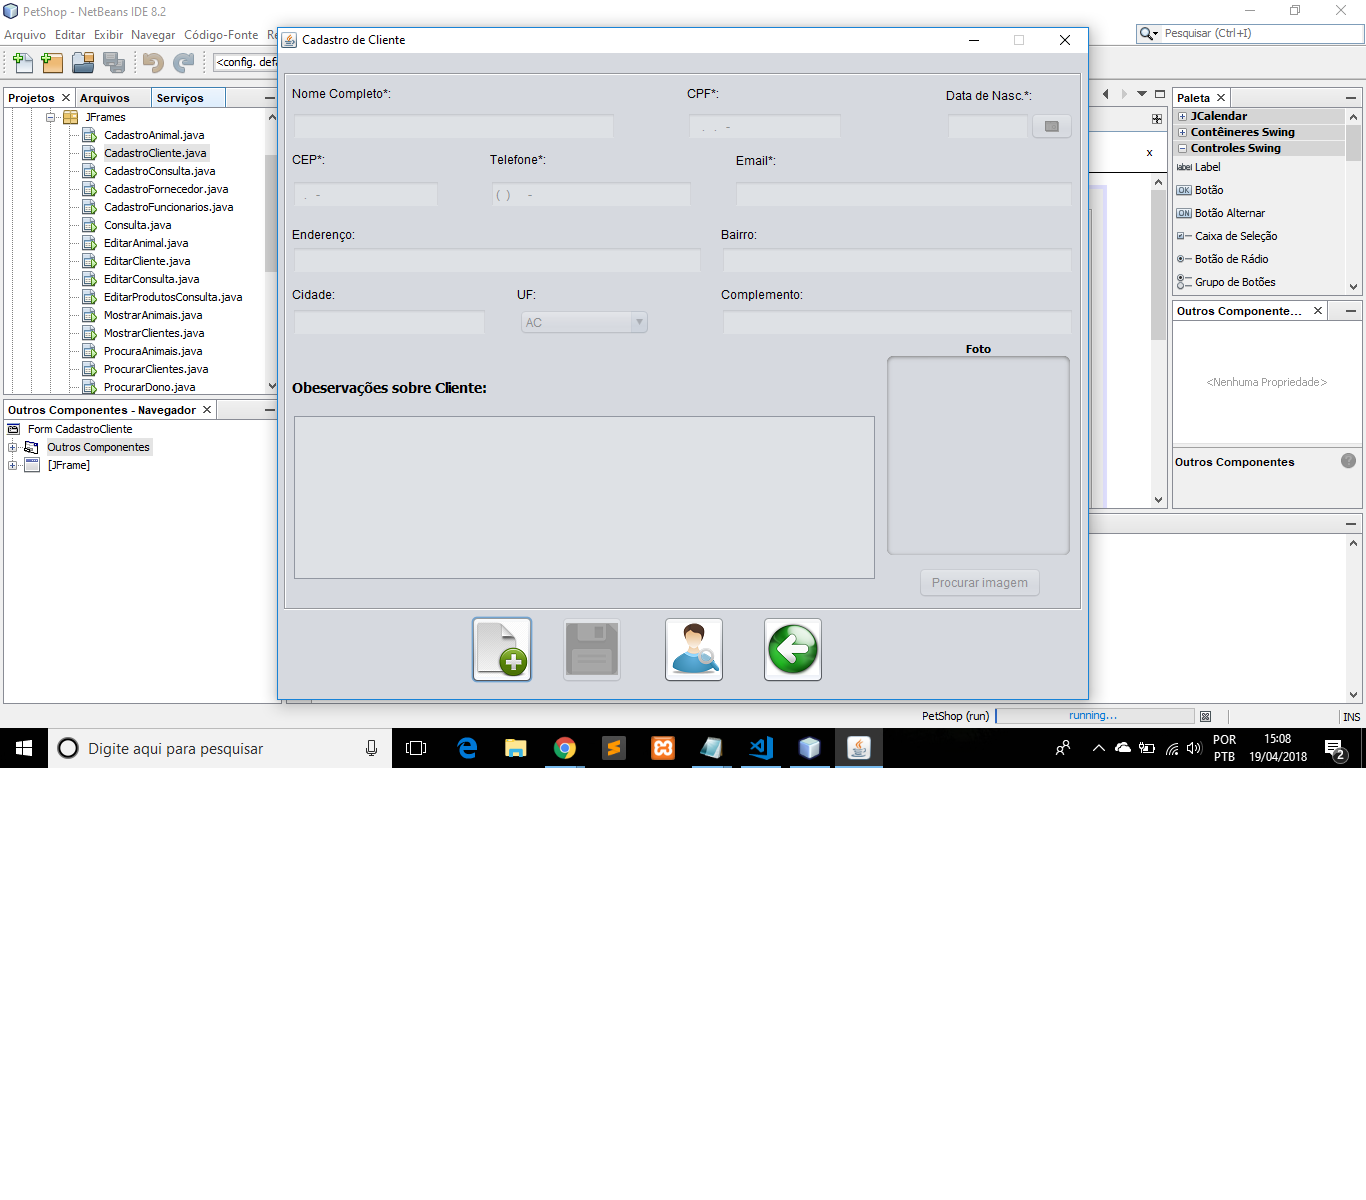 PetShop - NetBeans IDE 8.2
Arquivo Editar Exibir Navegar Código-Fonte Re
Pesquisar (Ctrl+I)
<config. defa
Projetos Arquivos Serviços
JFrames
CadastroAnimal.java
CadastroCliente.java
CadastroConsulta.java
CadastroFornecedor.java
CadastroFuncionarios.java
Consulta.java
EditarAnimal.java
EditarCliente.java
EditarConsulta.java
EditarProdutosConsulta.java
MostrarAnimais.java
MostrarClientes.java
ProcuraAnimais.java
ProcurarClientes.java
ProcurarDono.java
Outros Componentes - Navegador
Form CadastroCliente
Outros Componentes
[JFrame]
Cadastro de Cliente
Nome Completo*: CPF*: Data de Nasc.*:
. . -
CEP*: Telefone*: Email*:
. - ( ) -
Endereço: Bairro:
Cidade: UF: Complemento:
AC
Foto
Obeservações sobre Cliente:
Procurar imagem
x
Paleta
JCalendar
Contêineres Swing
Controles Swing
label Label
OK Botão
ON Botão Alternar
Caixa de Seleção
Botão de Rádio
Grupo de Botões
Outros Componente...
<Nenhuma Propriedade>
Outros Componentes
?
PetShop (run) running... INS
Digite aqui para pesquisar
POR
PTB
15:08
19/04/2018
2